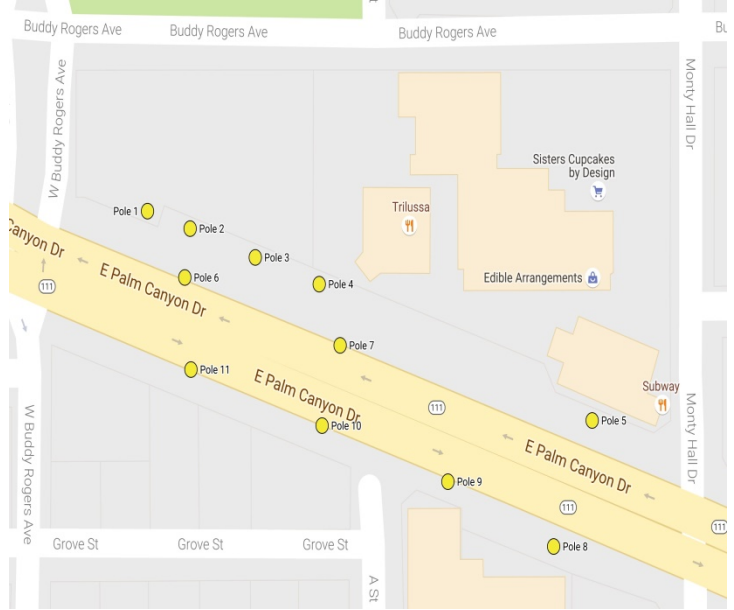 st
Buddy Rogers Ave
Buddy Rogers Ave
Buddy Rogers Ave
Bu
W Buddy Rogers Ave
Monty Hall Dr
Sisters Cupcakes
by Design
Trilussa
Pole 1
Pole 2
Pole 3
Pole 4
Pole 6
Canyon Dr
111
E Palm Canyon Dr
Edible Arrangements
Pole 7
Pole 11
E Palm Canyon Dr
111
Subway
Pole 5
Pole 10
W Buddy Rogers Ave
Monty Hall Dr
E Palm Canyon Dr
Pole 9
111
111
Pole 8
Grove St
Grove St
Grove St
A St